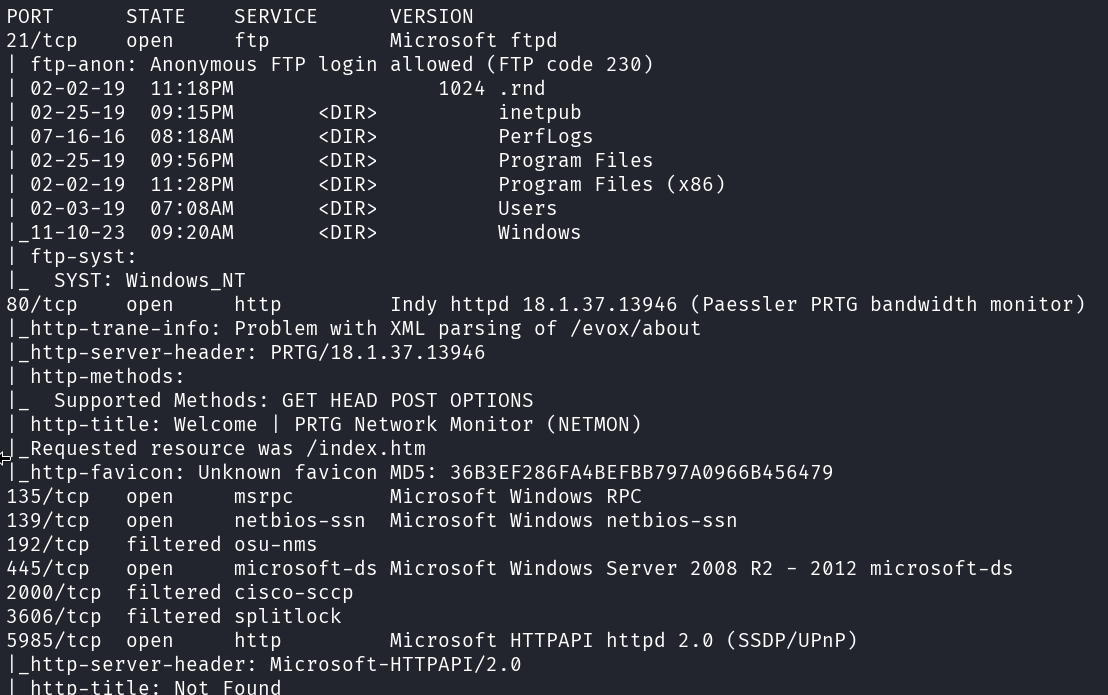 PORT      STATE    SERVICE      VERSION
21/tcp    open     ftp          Microsoft ftpd
| ftp-anon: Anonymous FTP login allowed (FTP code 230)
| 02-02-19  11:18PM                 1024 .rnd
| 02-25-19  09:15PM       <DIR>          inetpub
| 07-16-16  08:18AM       <DIR>          PerfLogs
| 02-25-19  09:56PM       <DIR>          Program Files
| 02-02-19  11:28PM       <DIR>          Program Files (x86)
| 02-03-19  07:08AM       <DIR>          Users
|_11-10-23  09:20AM       <DIR>          Windows
| ftp-syst:
|_  SYST: Windows_NT
80/tcp    open     http         Indy httpd 18.1.37.13946 (Paessler PRTG bandwidth monitor)
|_http-trane-info: Problem with XML parsing of /evox/about
|_http-server-header: PRTG/18.1.37.13946
| http-methods:
|_  Supported Methods: GET HEAD POST OPTIONS
| http-title: Welcome | PRTG Network Monitor (NETMON)
|_Requested resource was /index.htm
|_http-favicon: Unknown favicon MD5: 36B3EF286FA4BEFBB797A0966B456479
135/tcp   open     msrpc        Microsoft Windows RPC
139/tcp   open     netbios-ssn  Microsoft Windows netbios-ssn
192/tcp   filtered osu-nms
445/tcp   open     microsoft-ds Microsoft Windows Server 2008 R2 - 2012 microsoft-ds
2000/tcp  filtered cisco-sccp
3606/tcp  filtered splitlock
5985/tcp  open     http         Microsoft HTTPAPI httpd 2.0 (SSDP/UPnP)
|_http-server-header: Microsoft-HTTPAPI/2.0
| http-title: Not Found